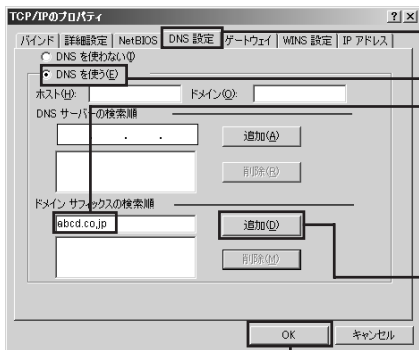 TCP/IPのプロパティ ? ×
バインド 詳細設定 NetBIOS DNS 設定 ゲートウェイ WINS 設定 IP アドレス
DNS を使わない(I)
DNS を使う(E)
ホスト(H): ドメイン(O):
DNS サーバーの検索順
. . .
追加(A)
削除(R)
ドメイン サフィックスの検索順
abcd.co.jp 追加(D)
削除(M)
OK キャンセル